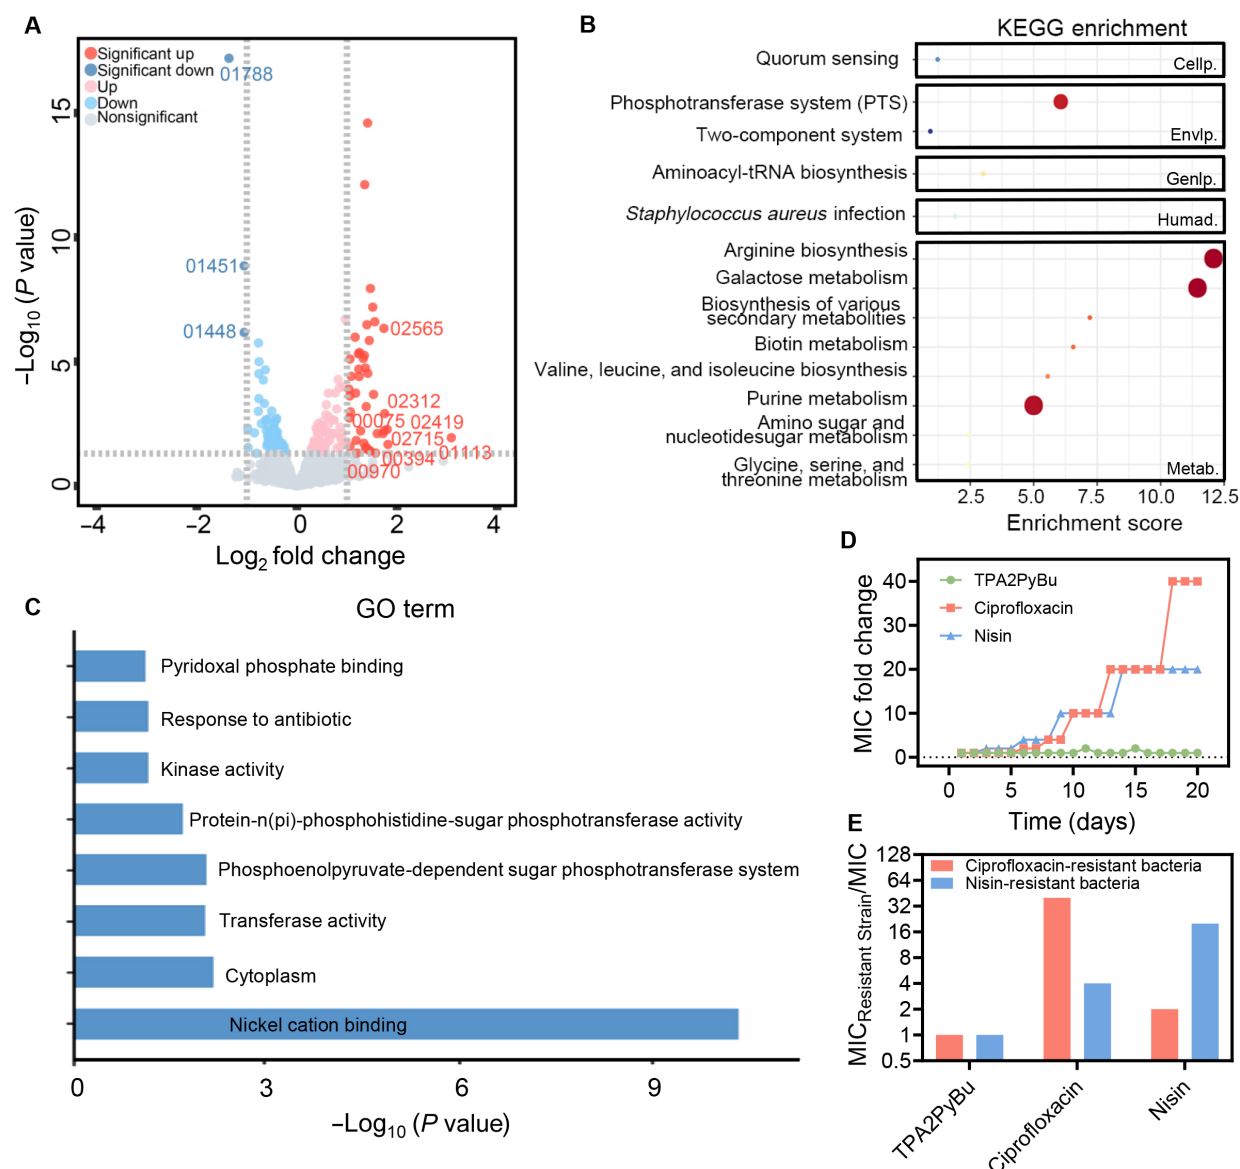 A
Significant up
Significant down
Up
Down
Nonsignificant
01788
01451
01448
02565
02312
00075 02419
02715
01113
00394
00970
15
10
5
0
−Log10 (P value)
−4
−2
0
2
4
Log2 fold change
B
KEGG enrichment
Quorum sensing
Cellp.
Phosphotransferase system (PTS)
Two-component system
Envlp.
Aminoacyl-tRNA biosynthesis
Genlp.
Staphylococcus aureus infection
Humad.
Arginine biosynthesis
Galactose metabolism
Biosynthesis of various
secondary metabolities
Biotin metabolism
Valine, leucine, and isoleucine biosynthesis
Purine metabolism
Amino sugar and
nucleotidesugar metabolism
Glycine, serine, and
threonine metabolism
Metab.
2.5
5.0
7.5
10.0
12.5
Enrichment score
C
GO term
Pyridoxal phosphate binding
Response to antibiotic
Kinase activity
Protein-n(pi)-phosphohistidine-sugar phosphotransferase activity
Phosphoenolpyruvate-dependent sugar phosphotransferase system
Transferase activity
Cytoplasm
Nickel cation binding
0
3
6
9
−Log10 (P value)
D
TPA2PyBu
Ciprofloxacin
Nisin
MIC fold change
40
30
20
10
0
0
5
10
15
20
Time (days)
E
Ciprofloxacin-resistant bacteria
Nisin-resistant bacteria
MICResistant Strain/MIC
128
64
32
16
8
4
2
1
0.5
TPA2PyBu
Ciprofloxacin
Nisin